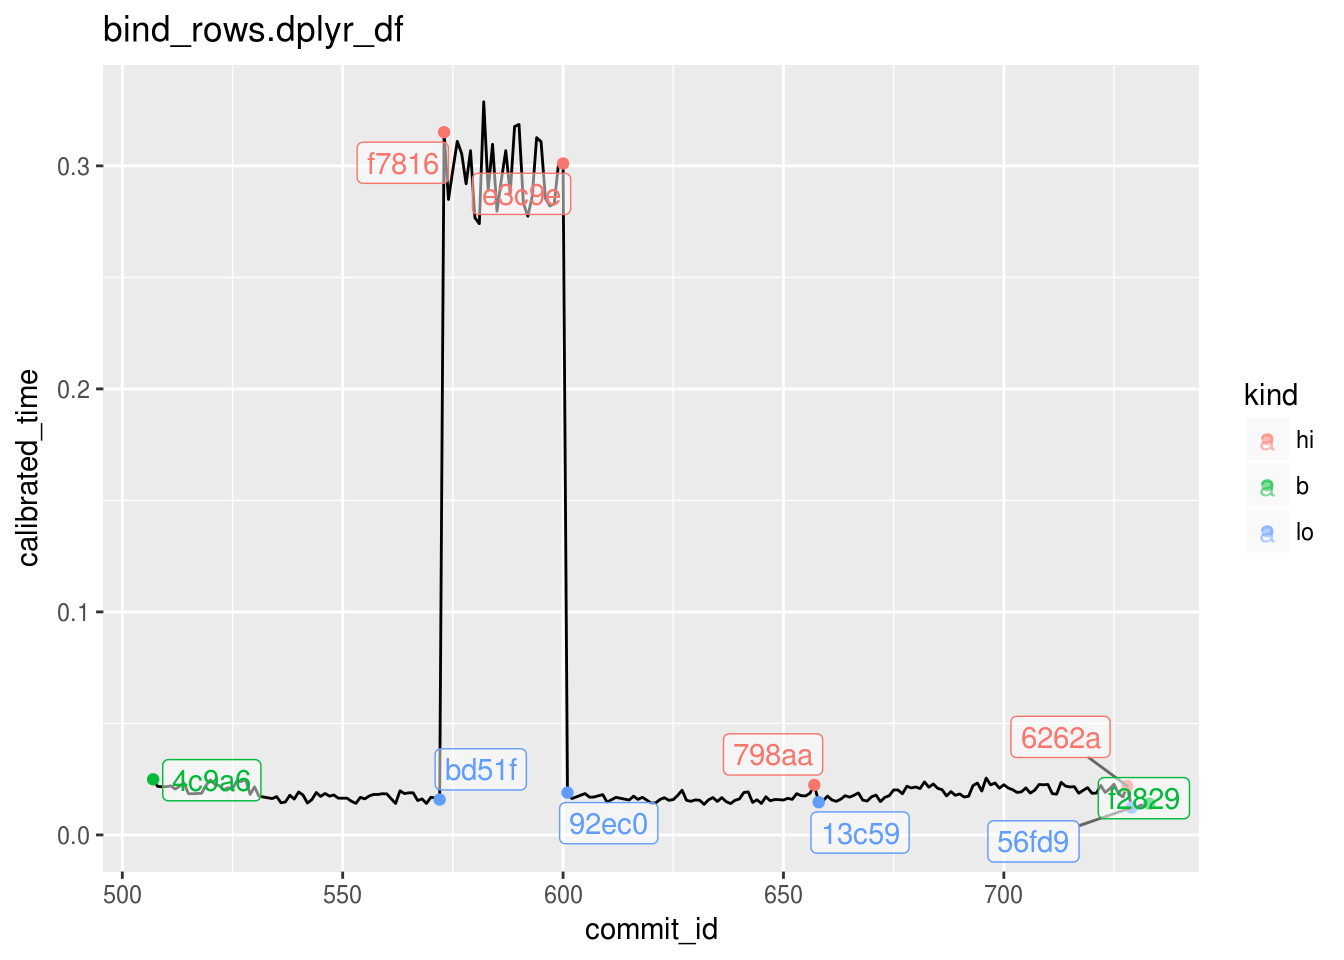 bind_rows.dplyr_df
calibrated_time
0.3
0.2
0.1
0.0
f7816
e3c9e
4c9a6
bd51f
92ec0
798aa
13c59
6262a
f2829
56fd9
500
550
600
650
700
commit_id
kind
a hi
a b
a lo